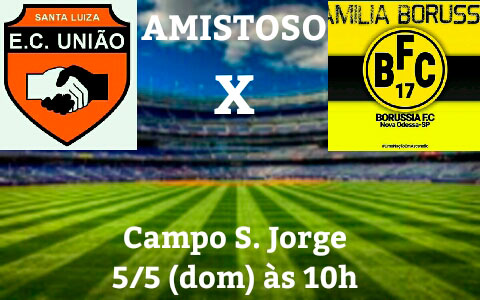 SANTA LUIZA
E.C. UNIÃO
AMISTOSO
X
AMILIA BORUSS
BFC
17
BORUSSIA F.C
Nova Odessa-SP
Campo S. Jorge
5/5 (dom) às 10h